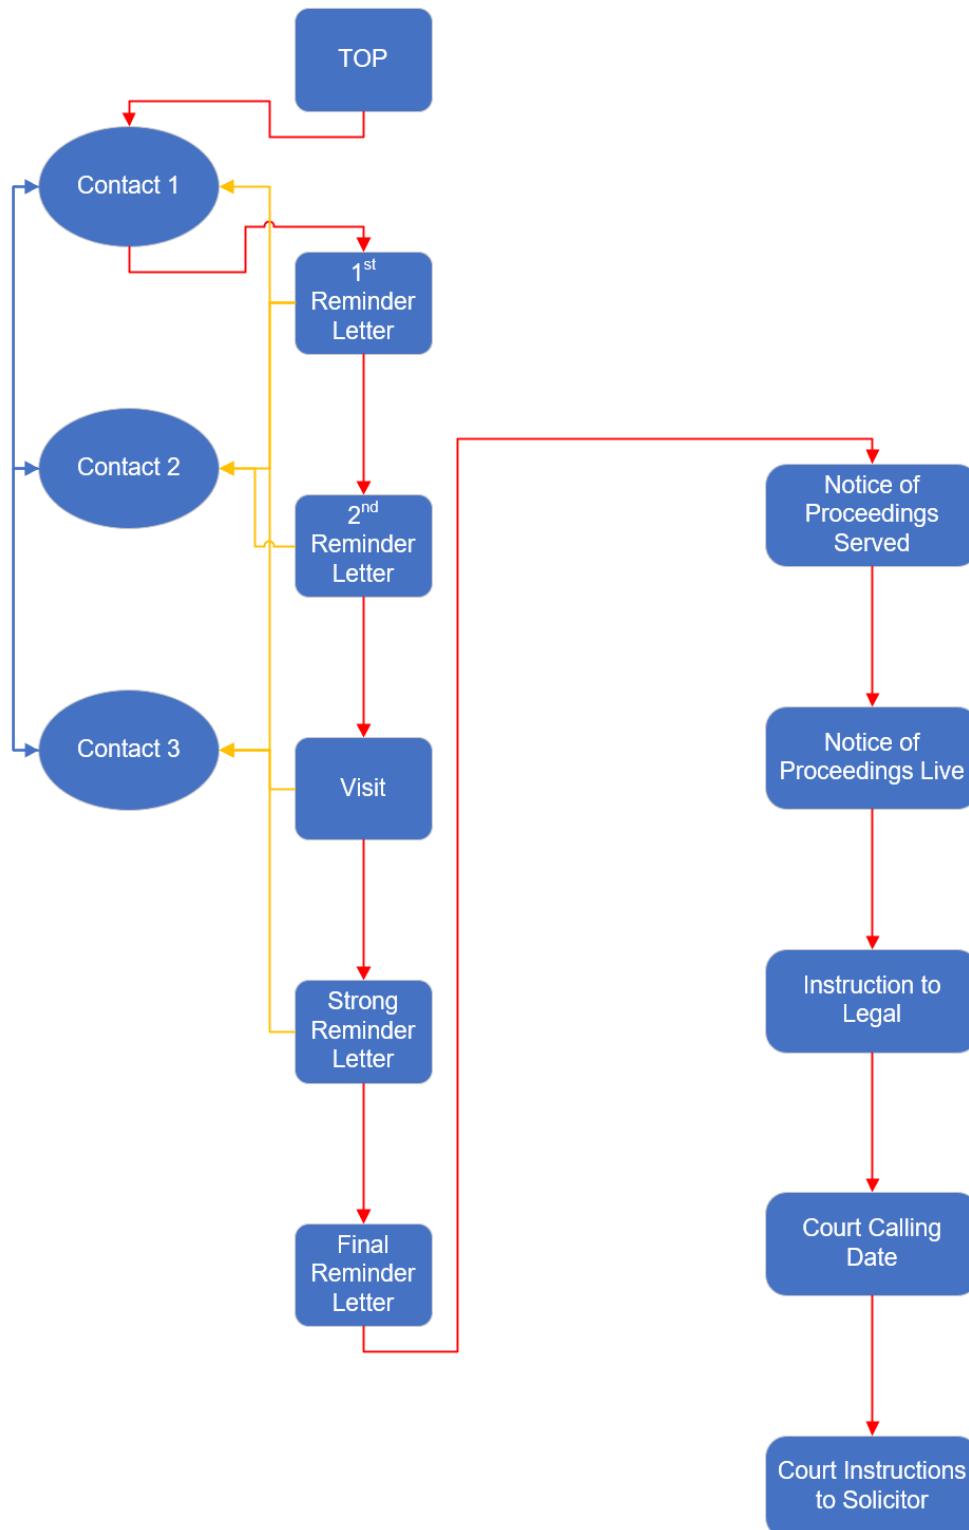 TOP
Contact 1
1st
Reminder
Letter
Contact 2
2nd
Reminder
Letter
Contact 3
Visit
Strong
Reminder
Letter
Final
Reminder
Letter
Notice of
Proceedings
Served
Notice of
Proceedings Live
Instruction to
Legal
Court Calling
Date
Court Instructions
to Solicitor